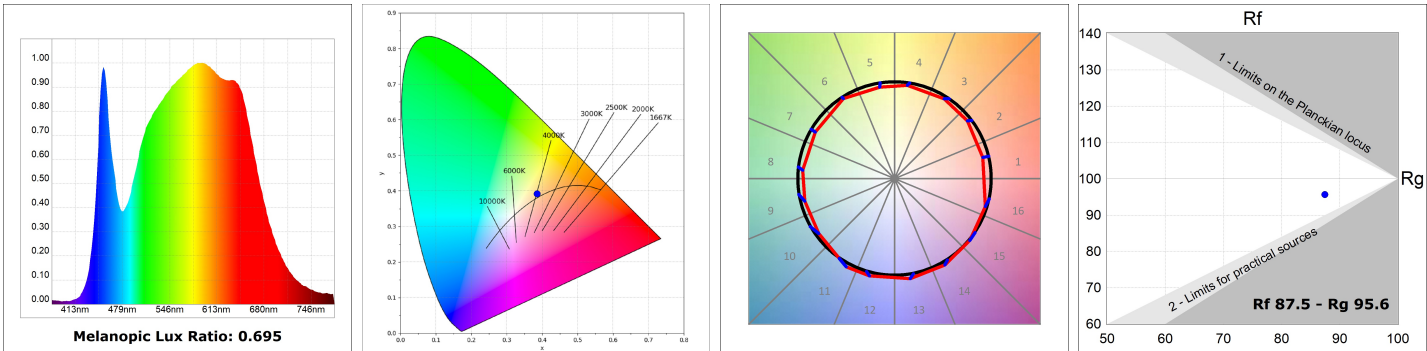 1.00
0.90
0.80
0.70
0.60
0.50
0.40
0.30
0.20
0.10
0.00
413nm 479nm 546nm 613nm 680nm 746nm
Melanopic Lux Ratio: 0.695
0.9
0.8
0.7
0.6
0.5
0.4
0.3
0.2
0.1
0.0
y
0.0 0.1 0.2 0.3 0.4 0.5 0.6 0.7 0.8
x
10000K
6000K
4000K
3000K
2500K
2000K
1667K
1
2
3
4
5
6
7
8
9
10
11
12
13
14
15
16
Rf
140
130
120
110
100
90
80
70
60
1 - Limits on the Planckian locus
Rg
2 - Limits for practical sources
Rf 87.5 - Rg 95.6
50 60 70 80 90 100